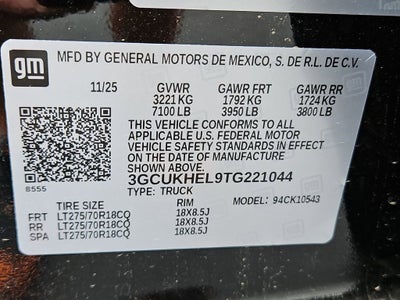 gm
MFD BY GENERAL MOTORS DE MEXICO, S. DE R.L. DE C.V.
11/25 GVWR GAWR FRT GAWR RR
3221 KG 1792 KG 1724 KG
7100 LB 3950 LB 3800 LB
THIS VEHICLE CONFORMS TO ALL
APPLICABLE U.S. FEDERAL MOTOR
VEHICLE SAFETY STANDARDS IN
EFFECT ON THE DATE OF
MANUFACTURE SHOWN ABOVE.
8555
3GCUKHEL9TG221044
TYPE: TRUCK
TIRE SIZE RIM MODEL: 94CK10543
FRT LT275/70R18CQ 18X8.5J
RR LT275/70R18CQ 18X8.5J
SPA LT275/70R18CQ 18X8.5J